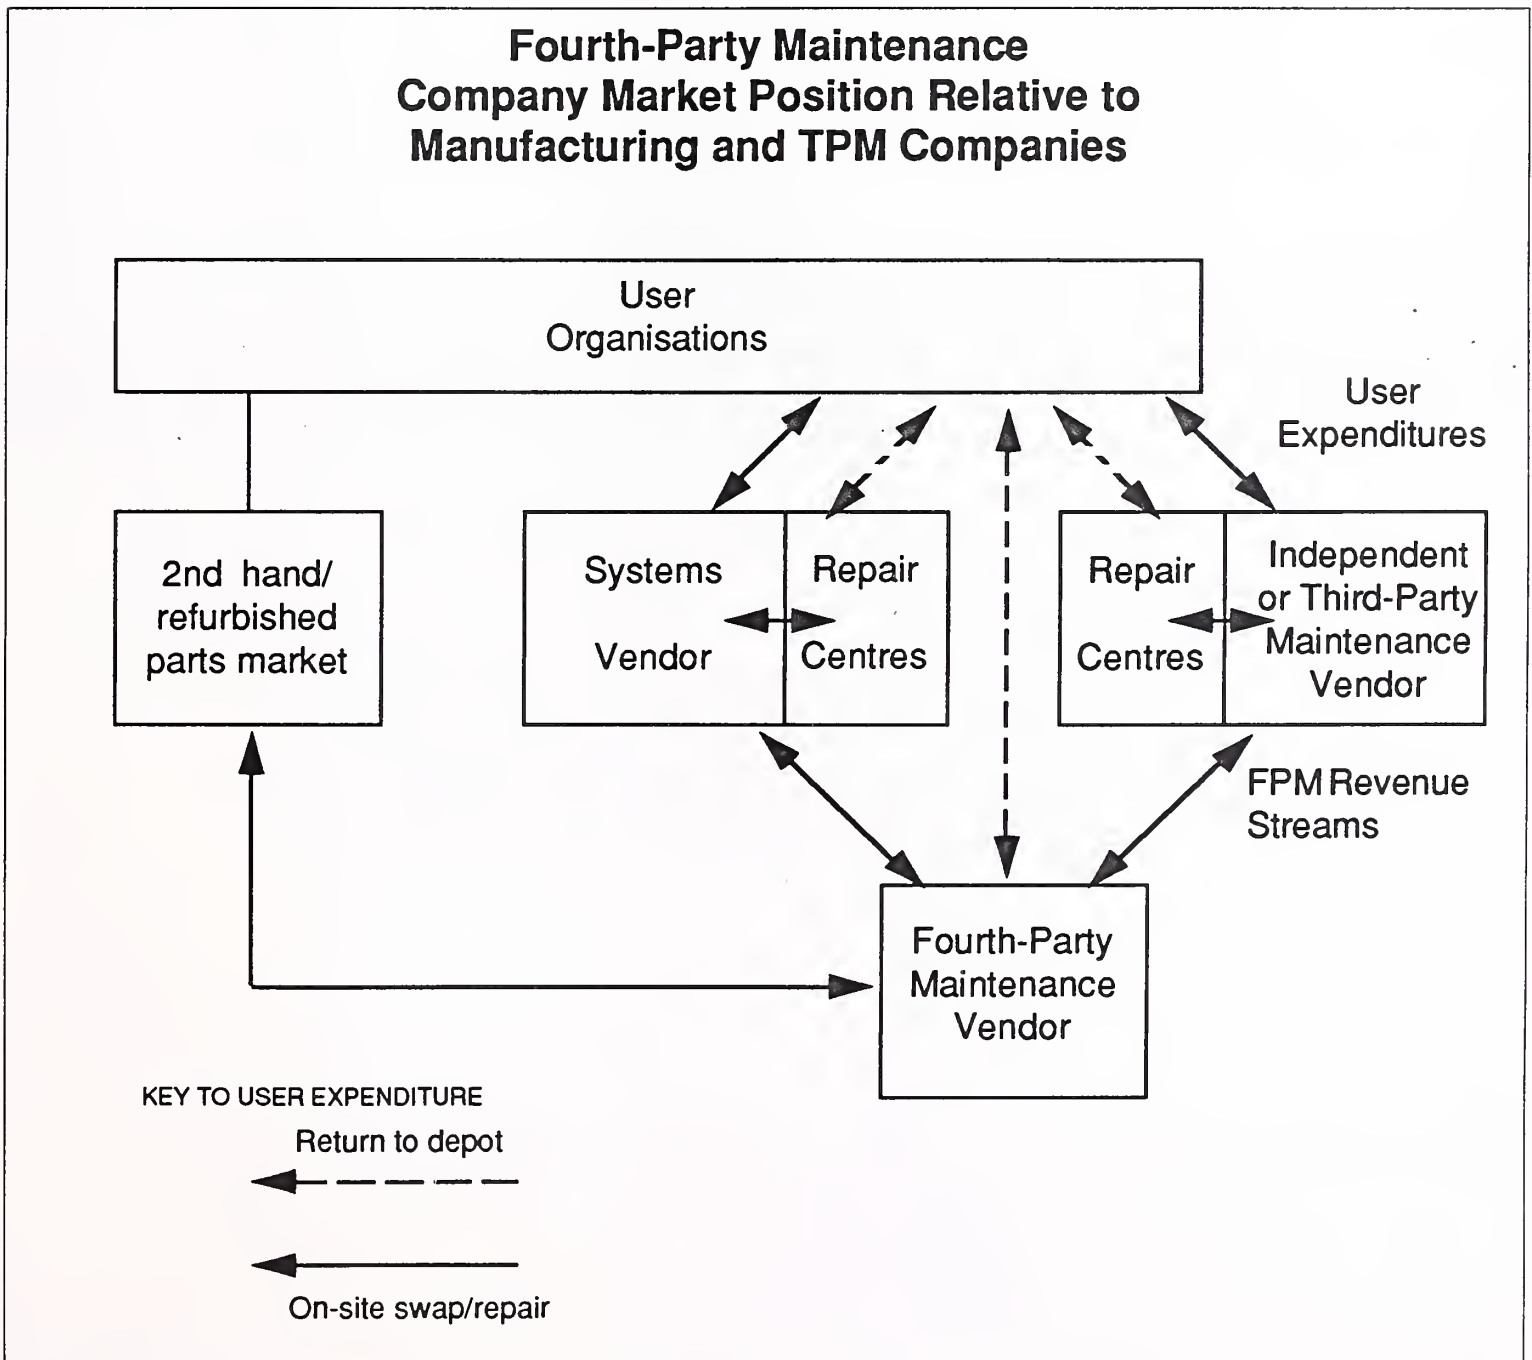 Fourth-Party Maintenance
Company Market Position Relative to
Manufacturing and TPM Companies
User
Organisations
User
Expenditures
2nd hand/
refurbished
parts market
Systems
Vendor
Repair
Centres
Repair
Centres
Independent
or Third-Party
Maintenance
Vendor
FPM Revenue
Streams
Fourth-Party
Maintenance
Vendor
KEY TO USER EXPENDITURE
Return to depot
On-site swap/repair